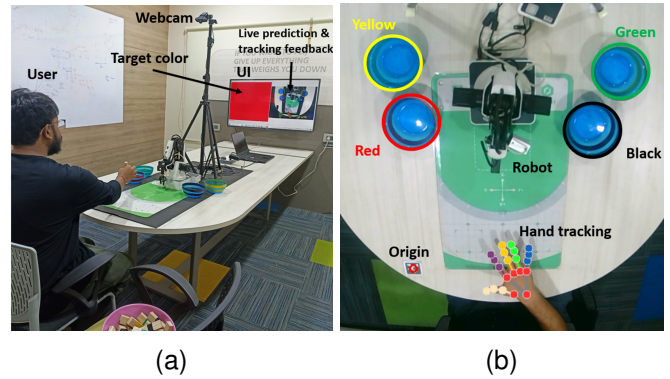 Webcam
Live prediction &
tracking feedback
Target color
UI
User
GIVE UP EVERYTHING
WEIGHS YOU DOWN
Yellow
Green
Red
Black
Robot
Hand tracking
Origin
(a)
(b)